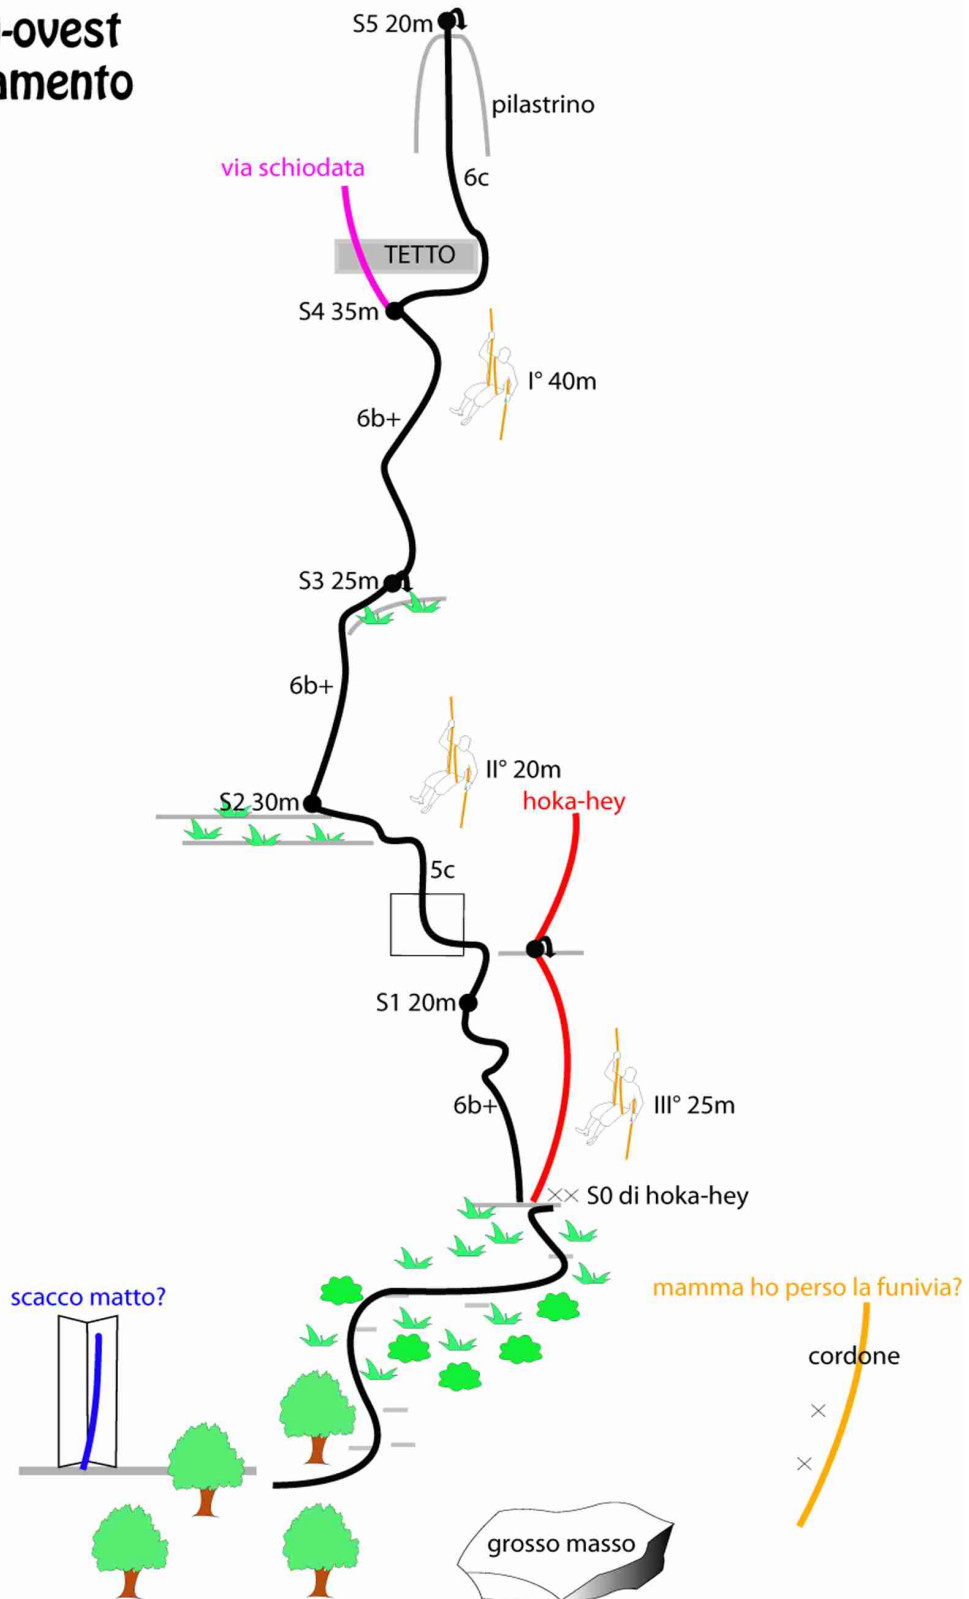 -ovest
amento
S5 20m
pilastrino
via schiodata
6c
TETTO
S4 35m
I° 40m
6b+
S3 25m
6b+
II° 20m
S2 30m
hoka-hey
5c
S1 20m
6b+
III° 25m
S0 di hoka-hey
scacco matto?
mamma ho perso la funivia?
cordone
grosso masso